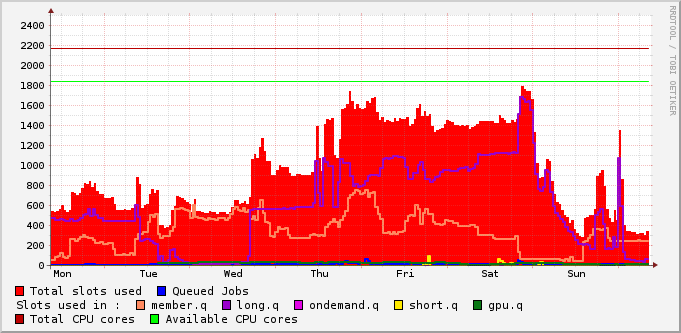 2400
2200
2000
1800
1600
1400
1200
1000
800
600
400
200
0
Mon Tue Wed Thu Fri Sat Sun
Total slots used Queued Jobs
Slots used in : member.q long.q ondemand.q short.q gpu.q
Total CPU cores Available CPU cores
RRDTOOL / TOBI OETIKER